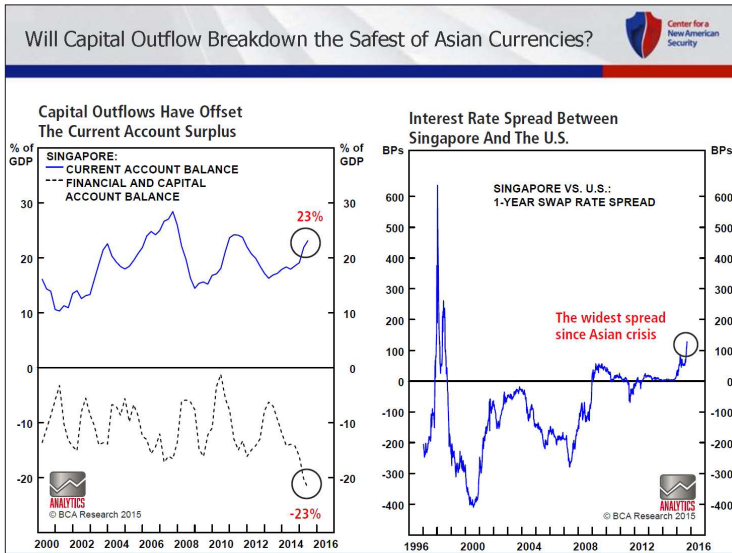 Will Capital Outflow Breakdown the Safest of Asian Currencies?
Center for a
New American
Security
Capital Outflows Have Offset
The Current Account Surplus
% of
GDP
% of
GDP
SINGAPORE:
CURRENT ACCOUNT BALANCE
FINANCIAL AND CAPITAL
ACCOUNT BALANCE
30
30
23%
20
20
10
10
0
0
-10
-10
-20
-20
-23%
ANALYTICS
© BCA Research 2015
2000 2002 2004 2006 2008 2010 2012 2014 2016
Interest Rate Spread Between
Singapore And The U.S.
BPs
BPs
SINGAPORE VS. U.S.:
1-YEAR SWAP RATE SPREAD
600
600
500
500
400
400
300
300
200
200
The widest spread
since Asian crisis
100
100
0
0
-100
-100
-200
-200
-300
-300
-400
-400
ANALYTICS
© BCA Research 2015
1996 2000 2004 2008 2012 2016